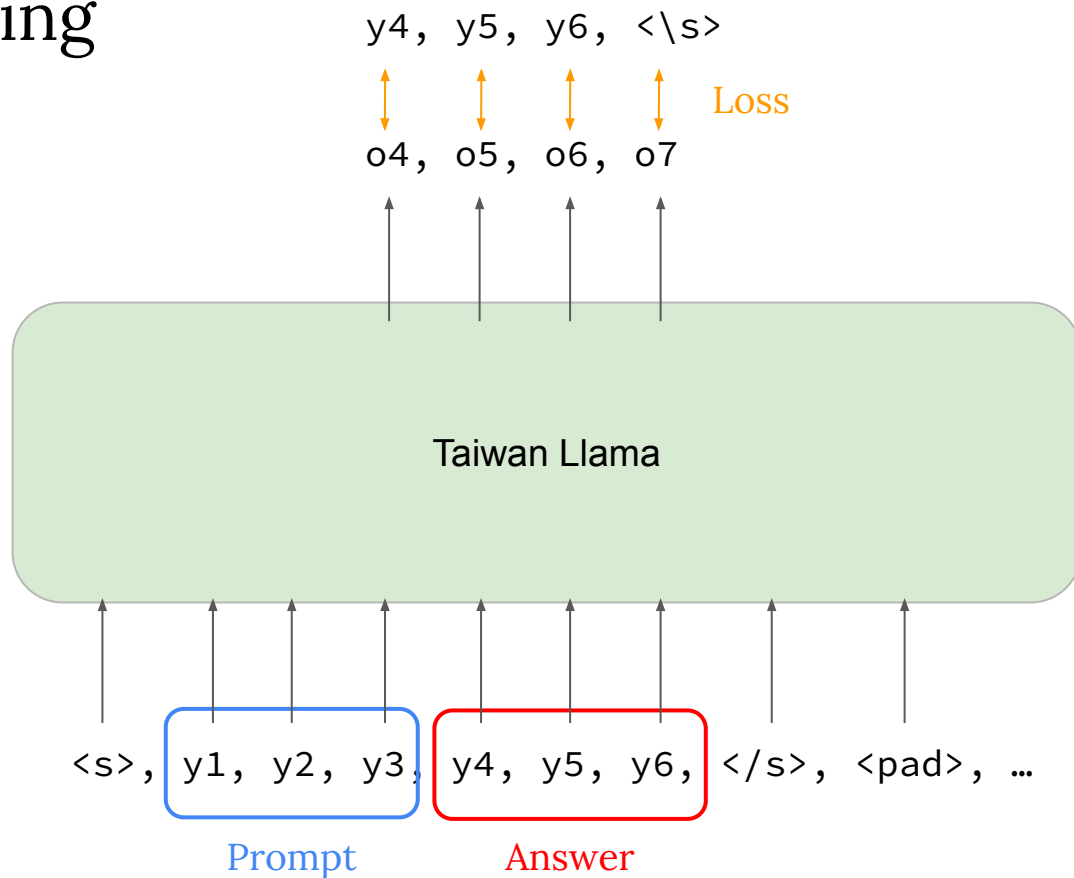 ing
y4, y5, y6, <\s>
Loss
o4, o5, o6, o7
Taiwan Llama
<s>, y1, y2, y3, y4, y5, y6, </s>, <pad>, …
Prompt
Answer